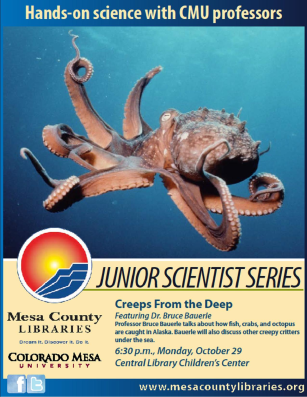 Hands-on science with CMU professors
JUNIOR SCIENTIST SERIES
Mesa County
LIBRARIES
Dream it. Discover it. Do it.
COLORADO MESA
UNIVERSITY
Creeps From the Deep
Featuring Dr. Bruce Bauerle
Professor Bruce Bauerle talks about how fish, crabs, and octopus
are caught in Alaska. Bauerle will also discuss other creepy critters
under the sea.
6:30 p.m., Monday, October 29
Central Library Children's Center
www.mesacountylibraries.org